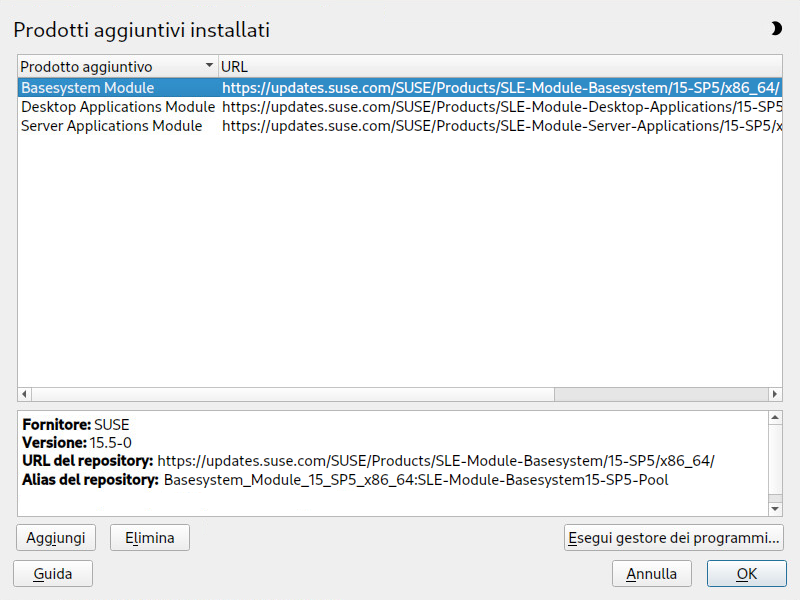 Prodotti aggiuntivi installati
Prodotto aggiuntivo URL
Basesystem Module https://updates.suse.com/SUSE/Products/SLE-Module-Basesystem/15-SP5/x86_64/
Desktop Applications Module https://updates.suse.com/SUSE/Products/SLE-Module-Desktop-Applications/15-SP5
Server Applications Module https://updates.suse.com/SUSE/Products/SLE-Module-Server-Applications/15-SP5/x
Fornitore: SUSE
Versione: 15.5-0
URL del repository: https://updates.suse.com/SUSE/Products/SLE-Module-Basesystem/15-SP5/x86_64/
Alias del repository: Basesystem_Module_15_SP5_x86_64:SLE-Module-Basesystem15-SP5-Pool
Aggiungi Elimina Esegui gestore dei programmi...
Guida Annulla OK